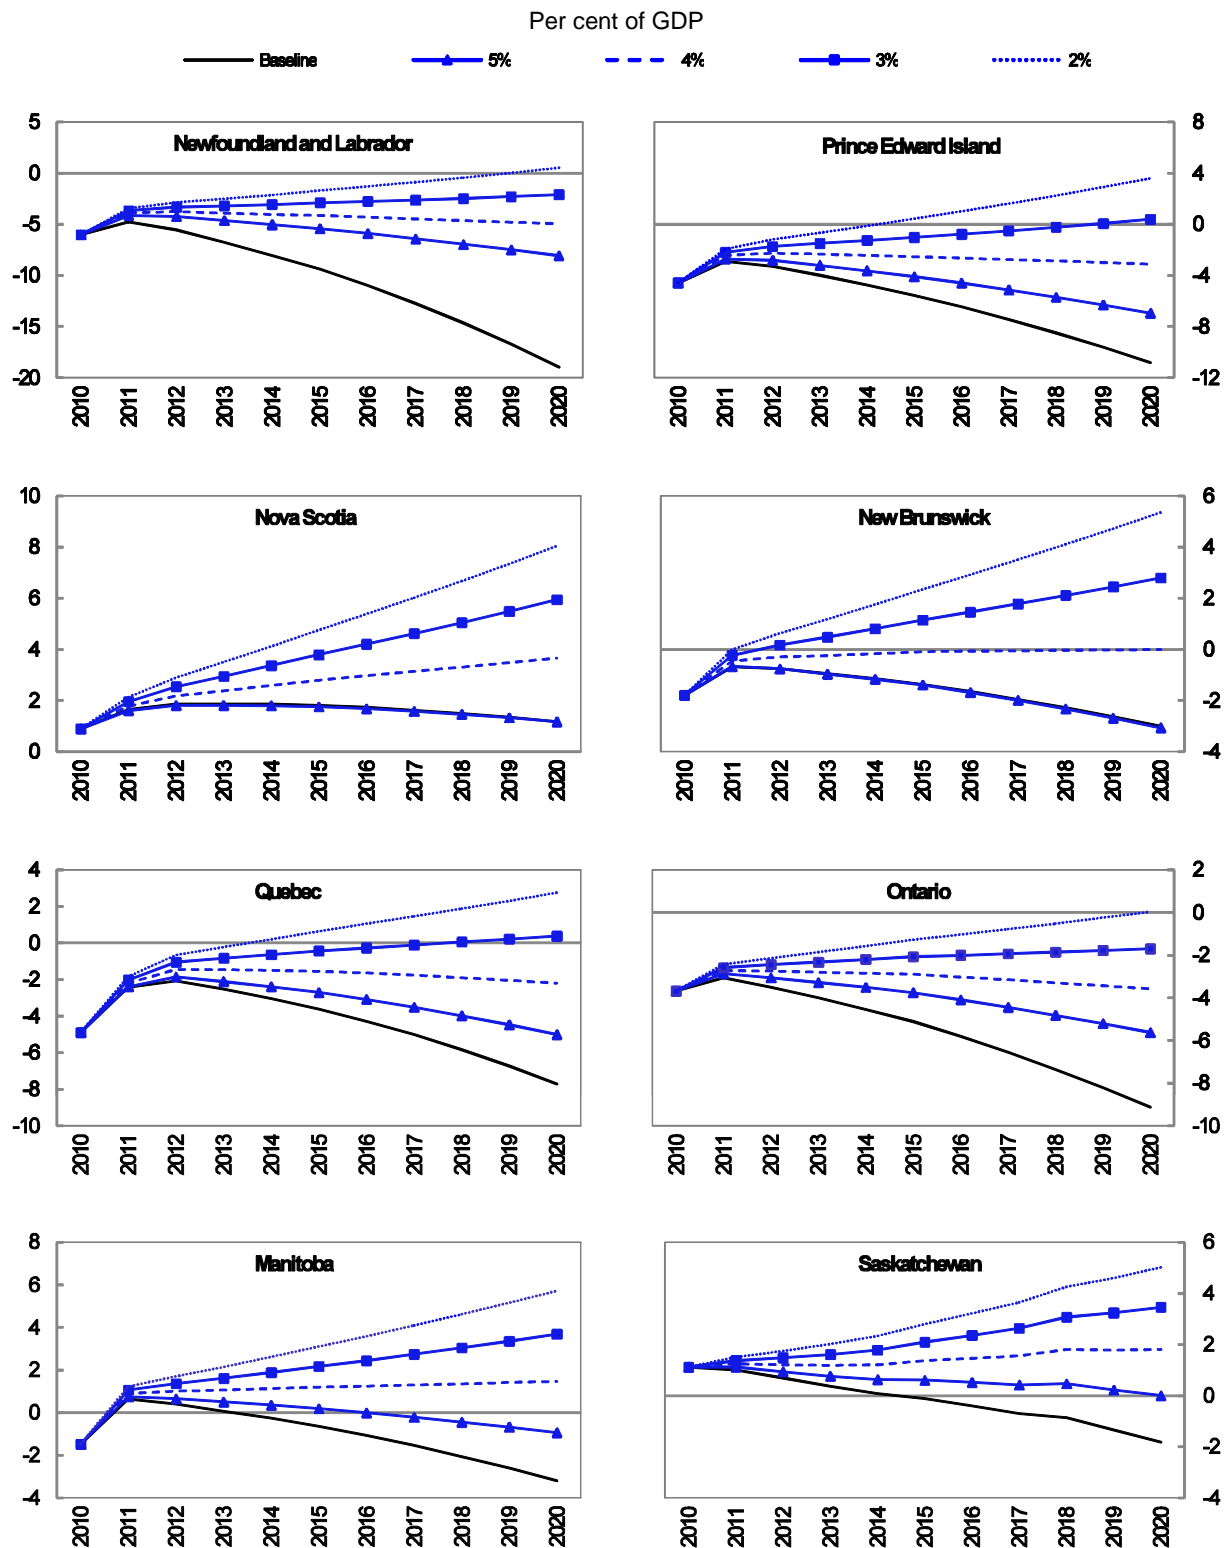 Per cent of GDP
Baseline 5% 4% 3% 2%
Newfoundland and Labrador
5
0
-5
-10
-15
-20
2010 2011 2012 2013 2014 2015 2016 2017 2018 2019 2020
Prince Edward Island
8
4
0
-4
-8
-12
2010 2011 2012 2013 2014 2015 2016 2017 2018 2019 2020
Nova Scotia
10
8
6
4
2
0
2010 2011 2012 2013 2014 2015 2016 2017 2018 2019 2020
New Brunswick
6
4
2
0
-2
-4
2010 2011 2012 2013 2014 2015 2016 2017 2018 2019 2020
Quebec
4
2
0
-2
-4
-6
-8
-10
2010 2011 2012 2013 2014 2015 2016 2017 2018 2019 2020
Ontario
2
0
-2
-4
-6
-8
-10
2010 2011 2012 2013 2014 2015 2016 2017 2018 2019 2020
Manitoba
8
6
4
2
0
-2
-4
2010 2011 2012 2013 2014 2015 2016 2017 2018 2019 2020
Saskatchewan
6
4
2
0
-2
-4
2010 2011 2012 2013 2014 2015 2016 2017 2018 2019 2020